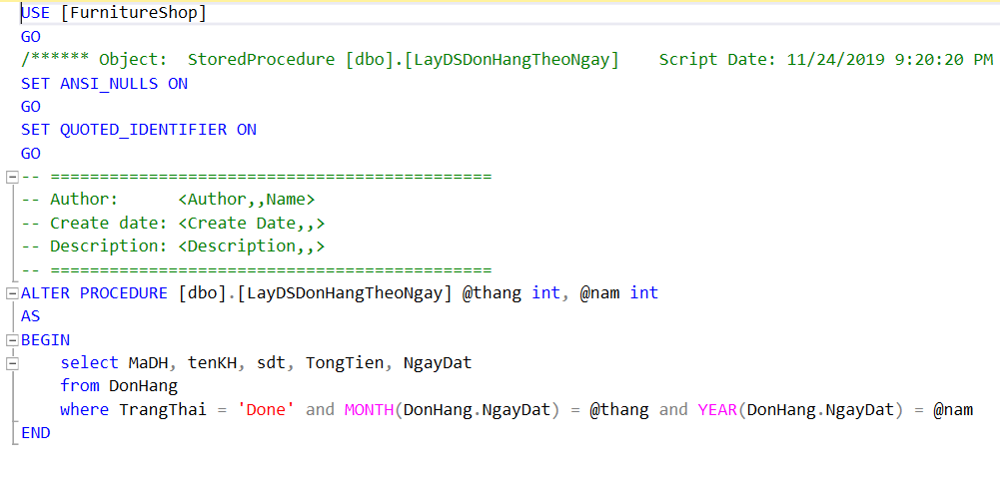 USE [FurnitureShop]
GO
/****** Object:  StoredProcedure [dbo].[LayDSDonHangTheoNgay]    Script Date: 11/24/2019 9:20:20 PM
SET ANSI_NULLS ON
GO
SET QUOTED_IDENTIFIER ON
GO
-- =============================================
-- Author:      <Author,,Name>
-- Create date: <Create Date,,>
-- Description: <Description,,>
-- =============================================
ALTER PROCEDURE [dbo].[LayDSDonHangTheoNgay] @thang int, @nam int
AS
BEGIN
    select MaDH, tenKH, sdt, TongTien, NgayDat
    from DonHang
    where TrangThai = 'Done' and MONTH(DonHang.NgayDat) = @thang and YEAR(DonHang.NgayDat) = @nam
END